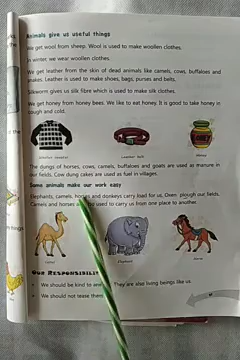 Animals give us useful things
We get wool from sheep. Wool is used to make woollen clothes.
In winter, we wear woollen clothes.
We get leather from the skin of dead animals like camels, cows, buffaloes and
snakes. Leather is used to make shoes, bags, purses and belts.
Silkworm gives us silk fibre which is used to make silk clothes.
We get honey from honey bees. We like to eat honey. It is good to take honey in
cough and cold.
Woollen sweater
Leather belt
Honey
The dungs of horses, cows, camels, buffaloes and goats are used as manure in
our fields. Cow dung cakes are used as fuel in villages.
Some animals make our work easy
Elephants, camels, horses and donkeys carry load for us. Oxen plough our fields.
Camels and horses are used to carry us from one place to another.
Camel
Elephant
Horse
OUR RESPONSIBILI
We should be kind to They are also living beings like us.
We should not tease them.